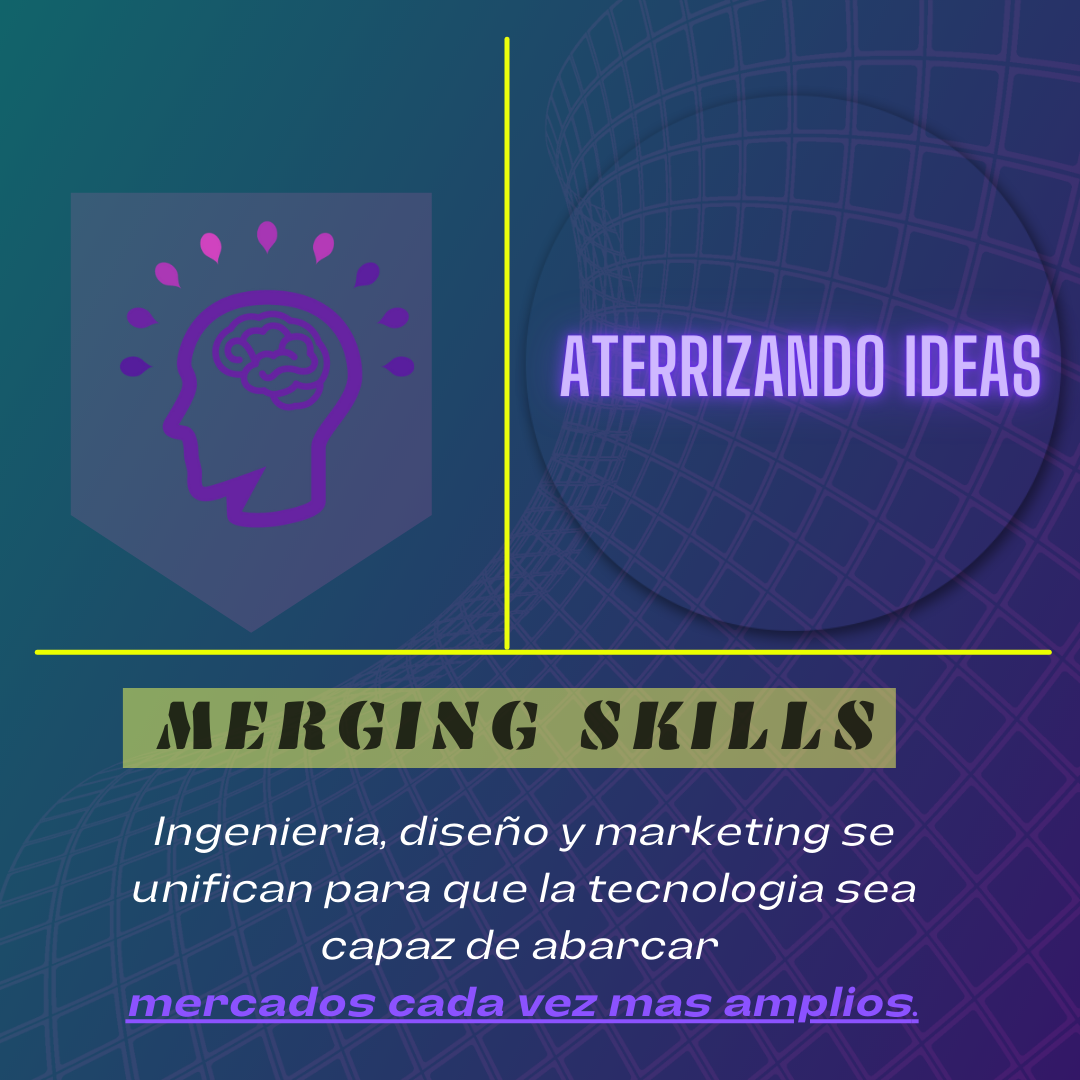 ATERRIZANDO IDEAS
MERGING SKILLS
Ingenieria, diseño y marketing se
unifican para que la tecnologia sea
capaz de abarcar
mercados cada vez mas amplios.